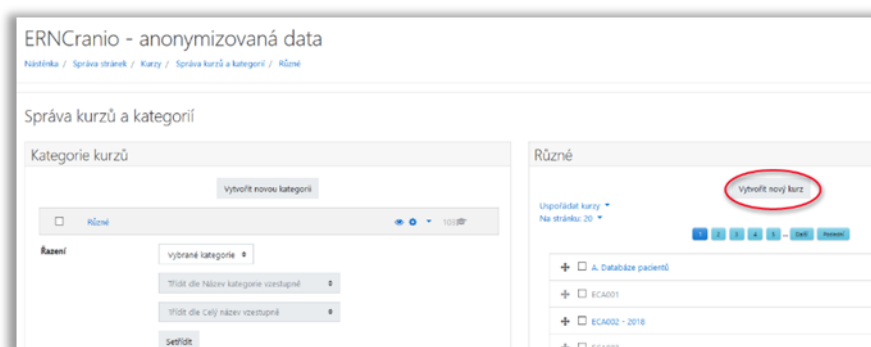 ERNCranio - anonymizovaná data
Nástěnka / Správa stránek / Kurzy / Správa kurzů a kategorií / Různé
Správa kurzů a kategorií
Kategorie kurzů
Vytvořit novou kategorii
Různé
Řazení
Vybrané kategorie
Třídit dle Název kategorie vzestupně
Třídit dle Celý název vzestupně
Setřídit
Různé
Vytvořit nový kurz
Uspořádat kurzy
Na stránku: 20
1 2 3 4 5 ... Další
A. Databáze pacientů
ECA001
ECA002 - 2018